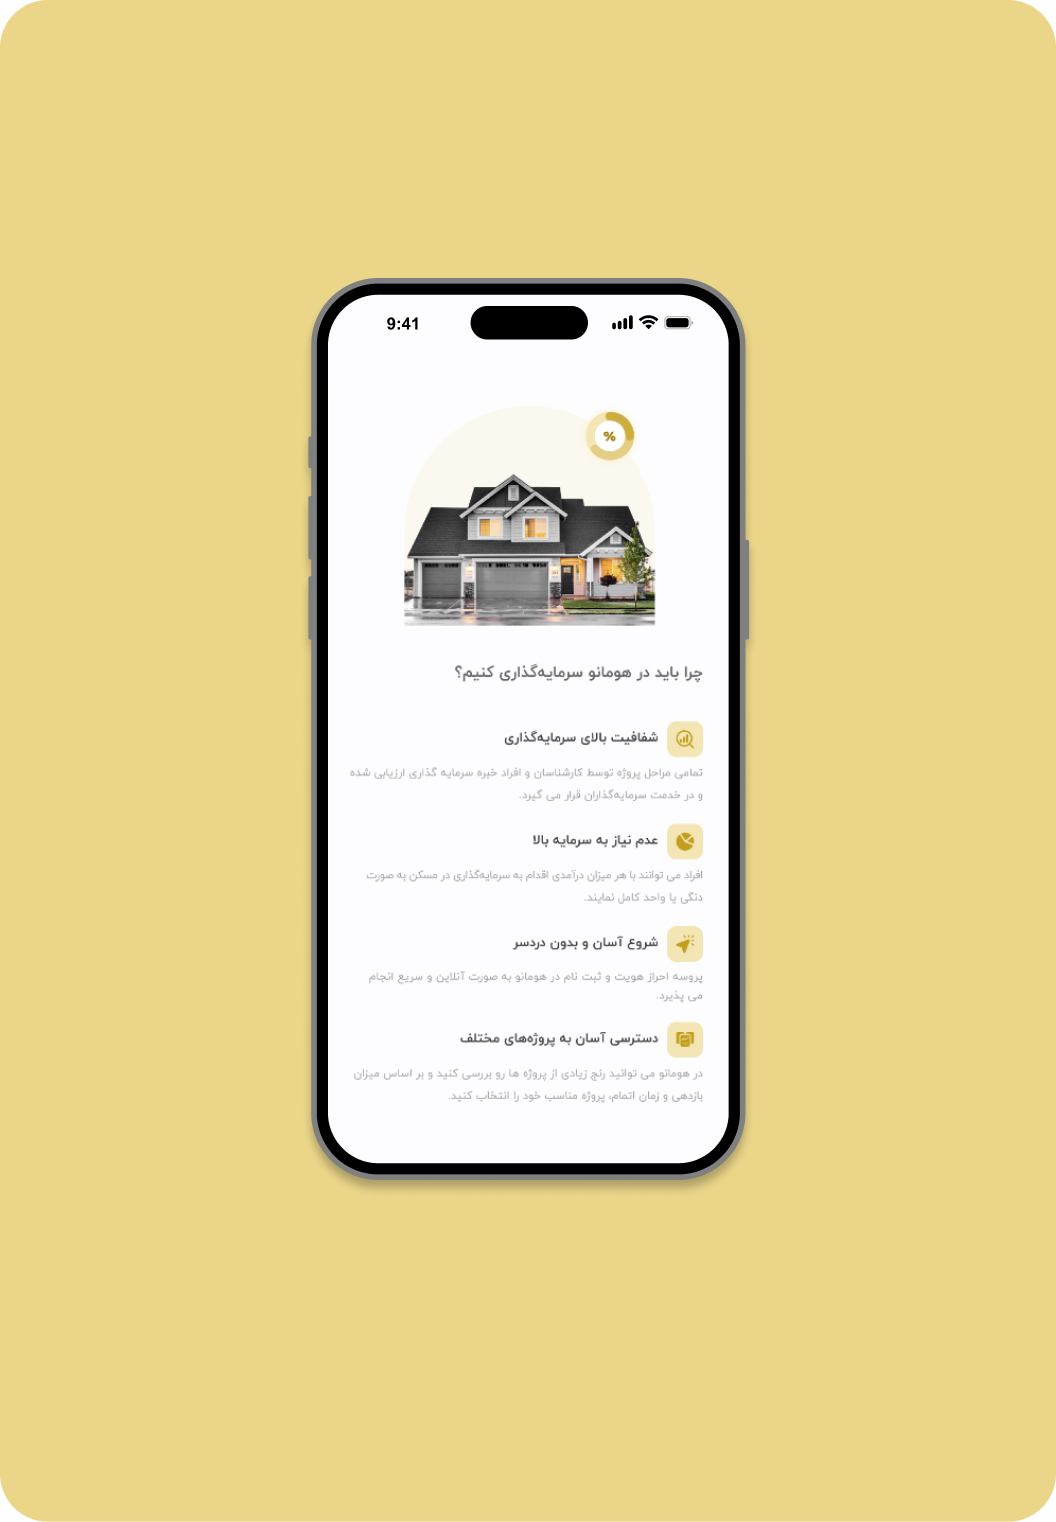 9:41
%
چرا باید در هومانو سرمایه‌گذاری کنیم؟
شفافیت بالای سرمایه‌گذاری
تمامی مراحل پروژه توسط کارشناسان و افراد خبره سرمایه گذاری ارزیابی شده
و در خدمت سرمایه‌گذاران قرار می گیرد.
عدم نیاز به سرمایه بالا
افراد می توانند با هر میزان درآمدی اقدام به سرمایه‌گذاری در مسکن به صورت
دنگی یا واحد کامل نمایند.
شروع آسان و بدون دردسر
پروسه احراز هویت و ثبت نام در هومانو به صورت آنلاین و سریع انجام
می پذیرد.
دسترسی آسان به پروژه‌های مختلف
در هومانو می توانید رنج زیادی از پروژه ها رو بررسی کنید و بر اساس میزان
بازدهی و زمان اتمام، پروژه مناسب خود را انتخاب کنید.